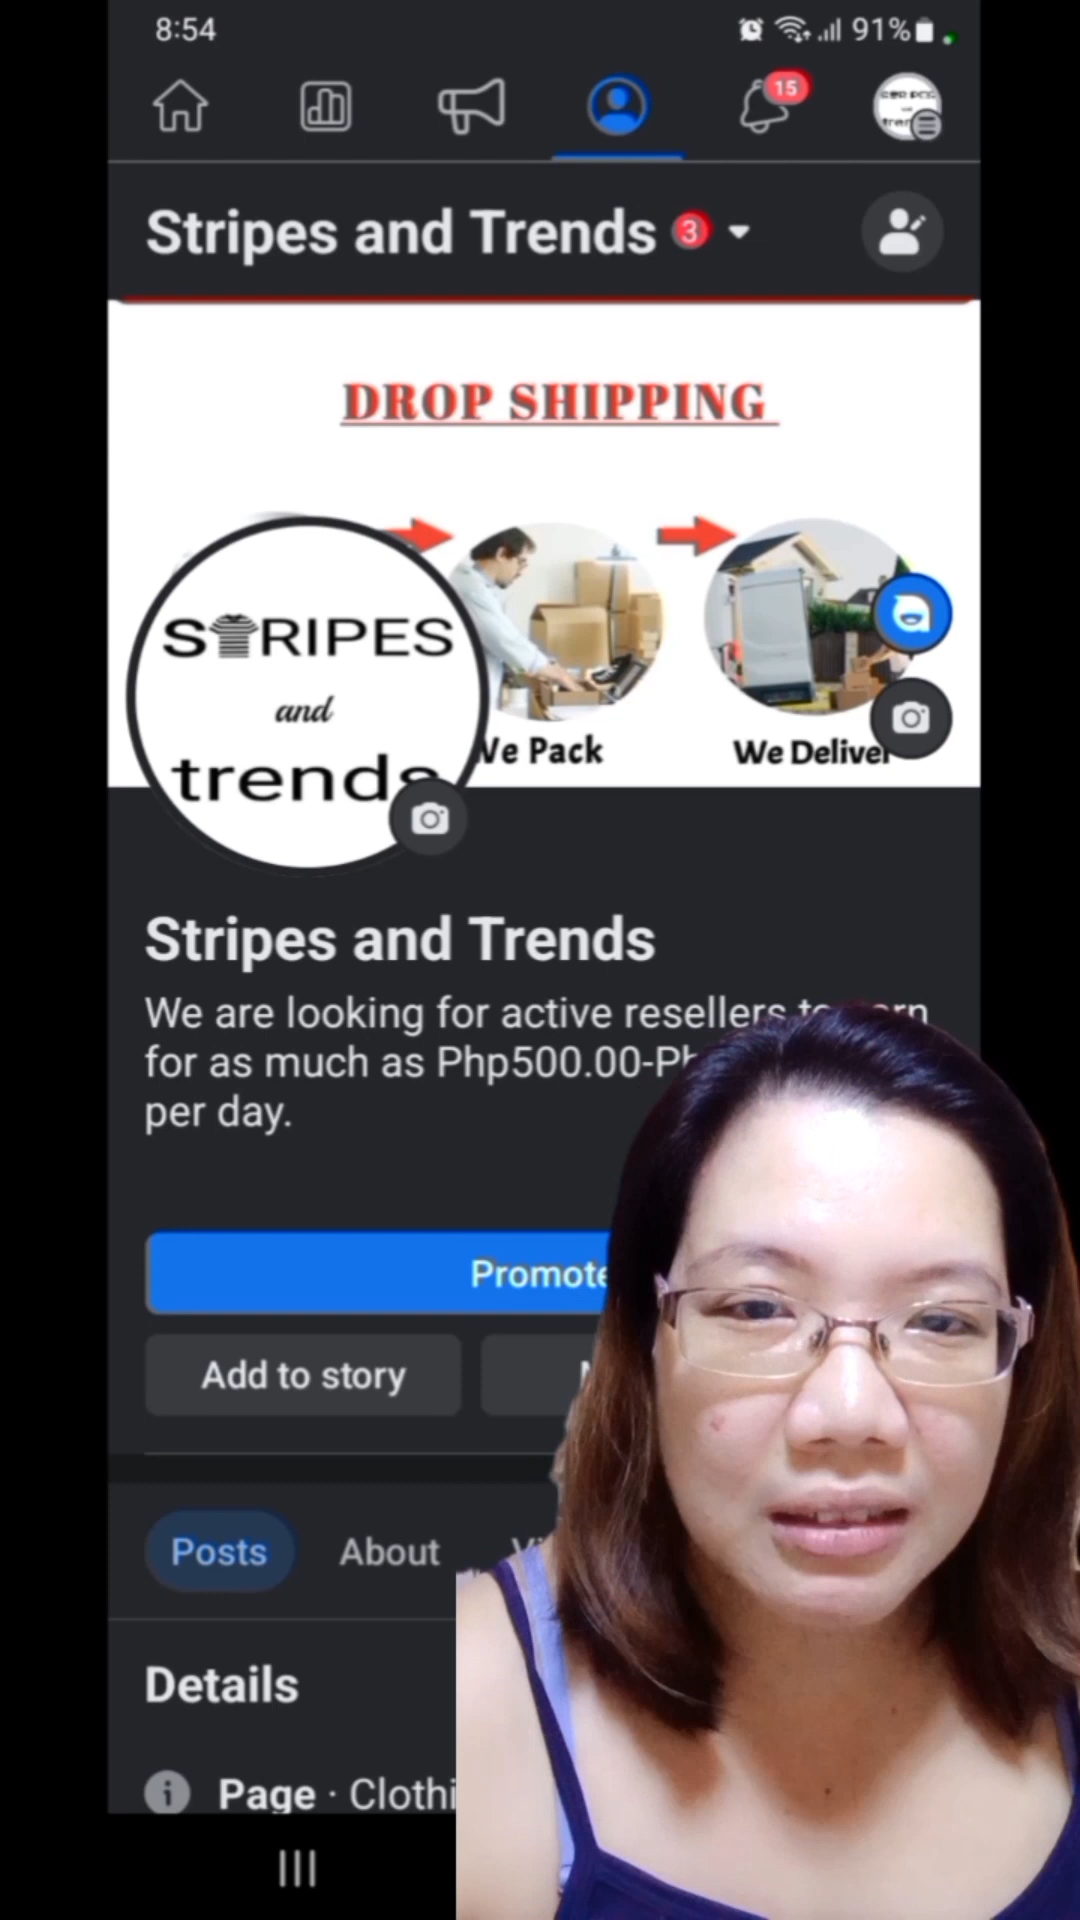 8:54
91%
15
Stripes and Trends 3
DROP SHIPPING
STRIPES
and
trends
We Pack
We Deliver
Stripes and Trends
We are looking for active resellers to earn
for as much as Php500.00-Ph
per day.
Promote
Add to story
Posts
About
Details
Page · Clothi